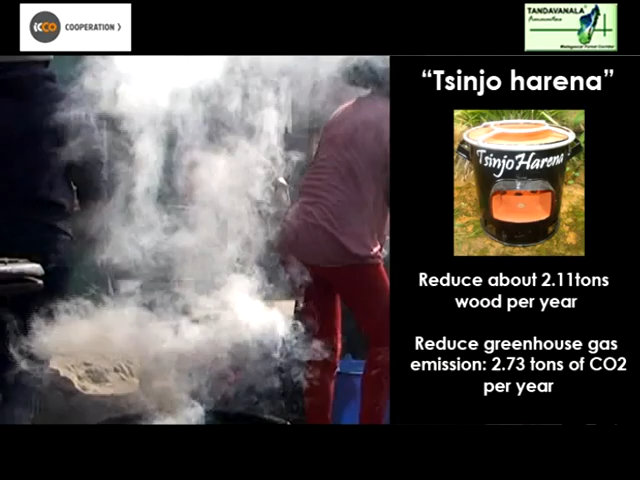 icco
COOPERATION
TANDAVANALA
Madagascar Forest Corridor
“Tsinjo harena”
TsinjoHarena
Reduce about 2.11tons
wood per year
Reduce greenhouse gas
emission: 2.73 tons of CO2
per year